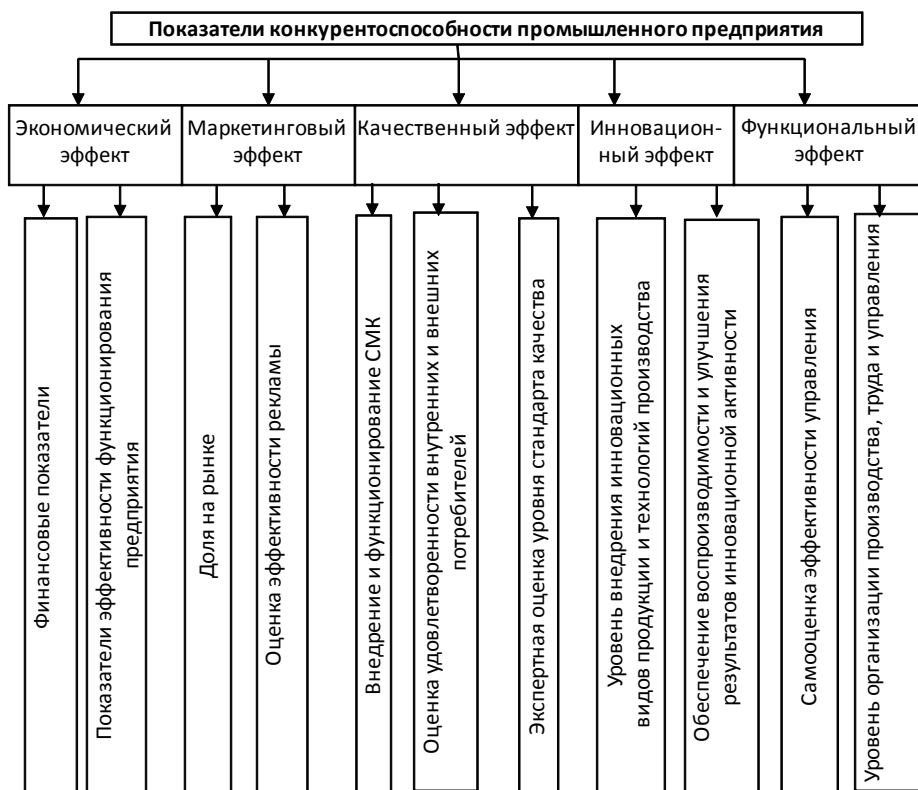 Показатели конкурентоспособности промышленного предприятия
Экономический
эффект
Маркетинговый
эффект
Качественный эффект
Инновацион-
ный эффект
Функциональный
эффект
Финансовые показатели
Показатели эффективности функционирования
предприятия
Доля на рынке
Оценка эффективности рекламы
Внедрение и функционирование СМК
Оценка удовлетворенности внутренних и внешних
потребителей
Экспертная оценка уровня стандарта качества
Уровень внедрения инновационных
видов продукции и технологий производства
Обеспечение воспроизводимости и улучшения
результатов инновационной активности
Самооценка эффективности управления
Уровень организации производства, труда и управления